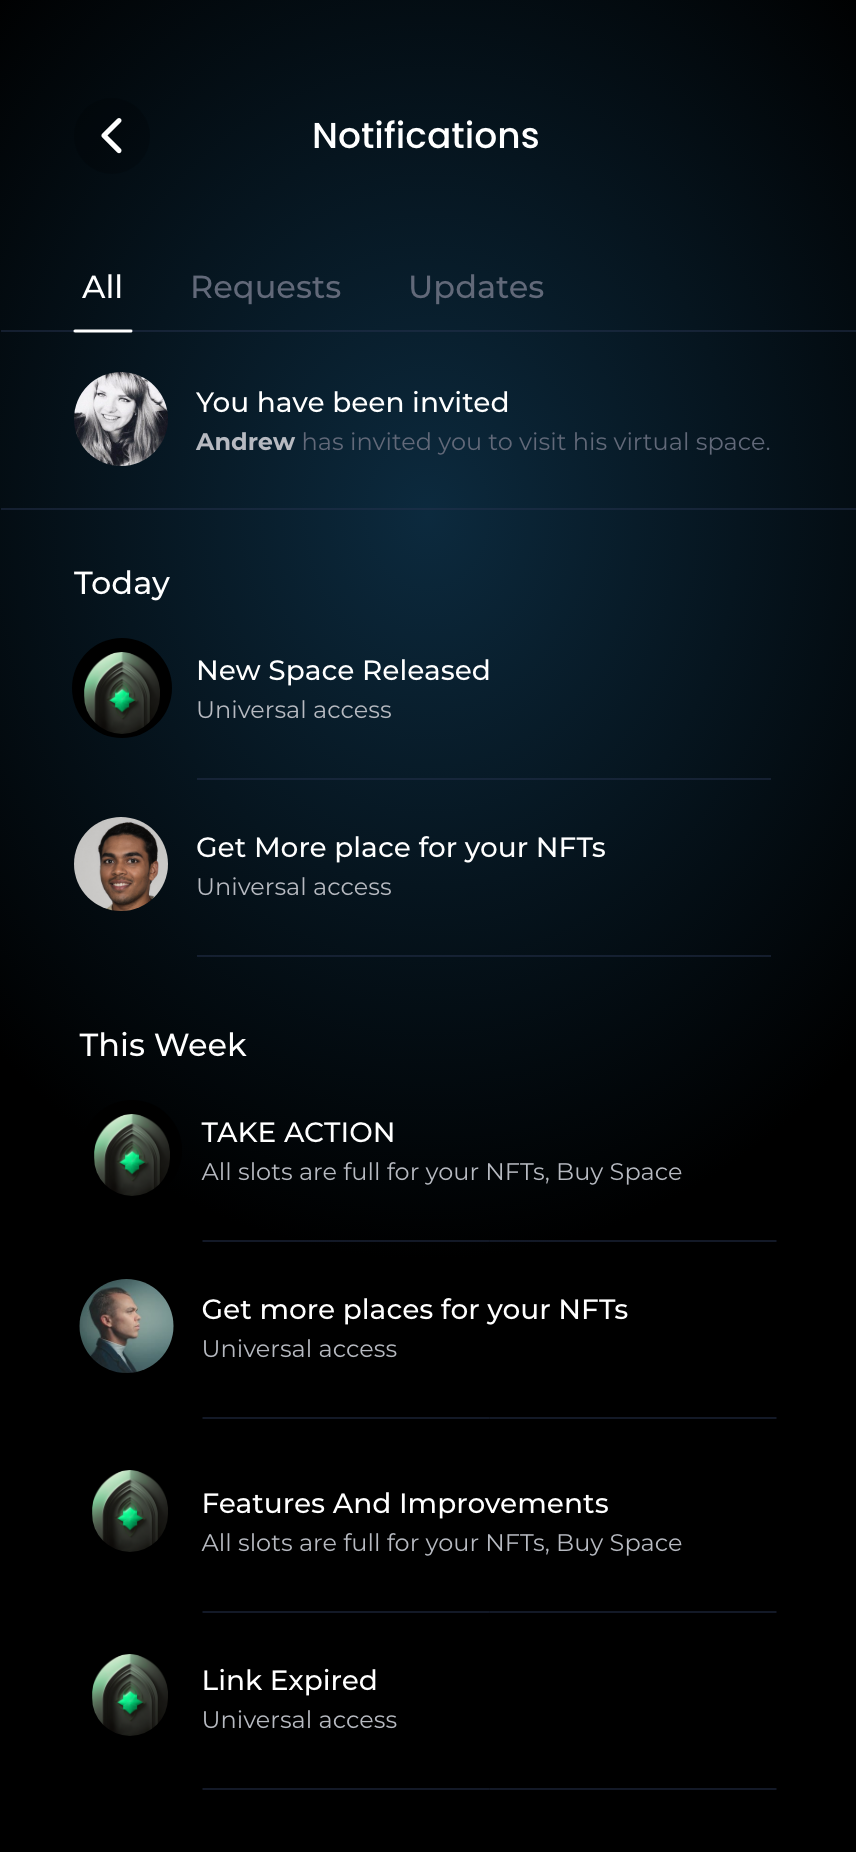 Notifications
All Requests Updates
You have been invited
Andrew has invited you to visit his virtual space.
Today
New Space Released
Universal access
Get More place for your NFTs
Universal access
This Week
TAKE ACTION
All slots are full for your NFTs, Buy Space
Get more places for your NFTs
Universal access
Features And Improvements
All slots are full for your NFTs, Buy Space
Link Expired
Universal access